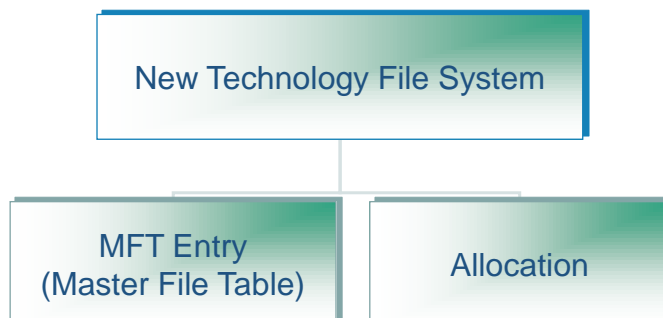 New Technology File System
MFT Entry
(Master File Table)
Allocation